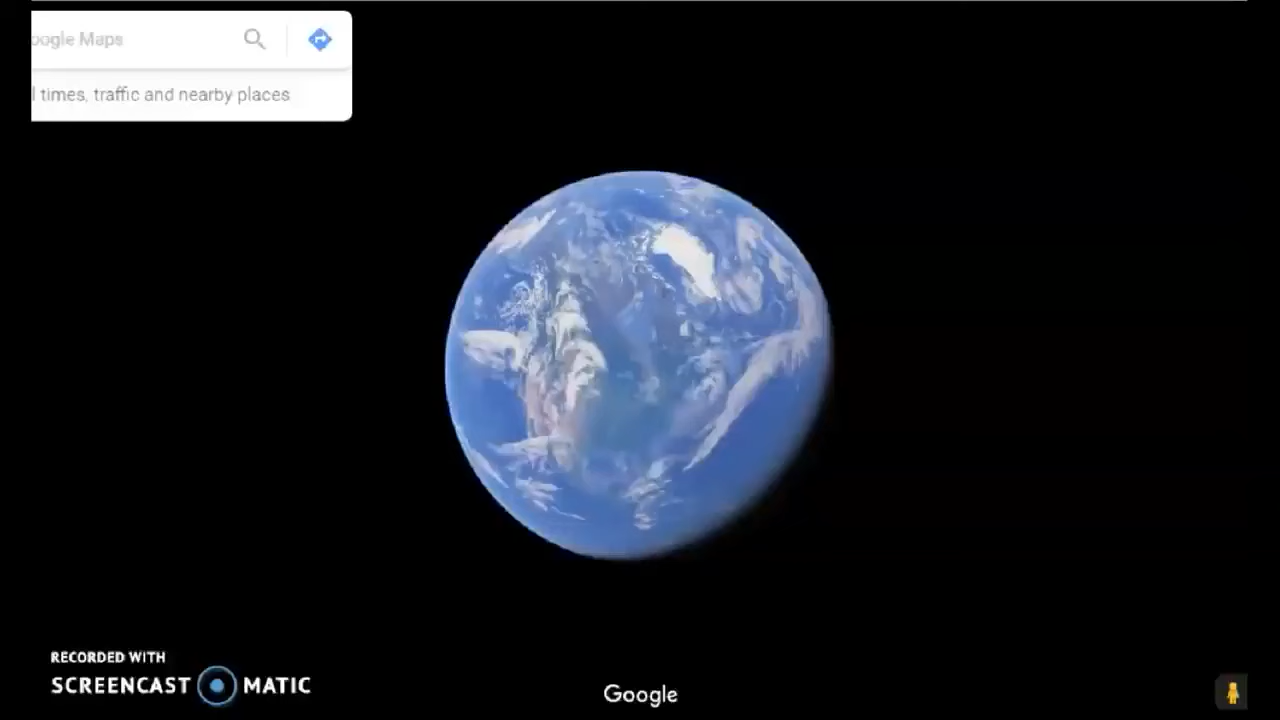 oogle Maps
l times, traffic and nearby places
RECORDED WITH
SCREENCAST MATIC
Google